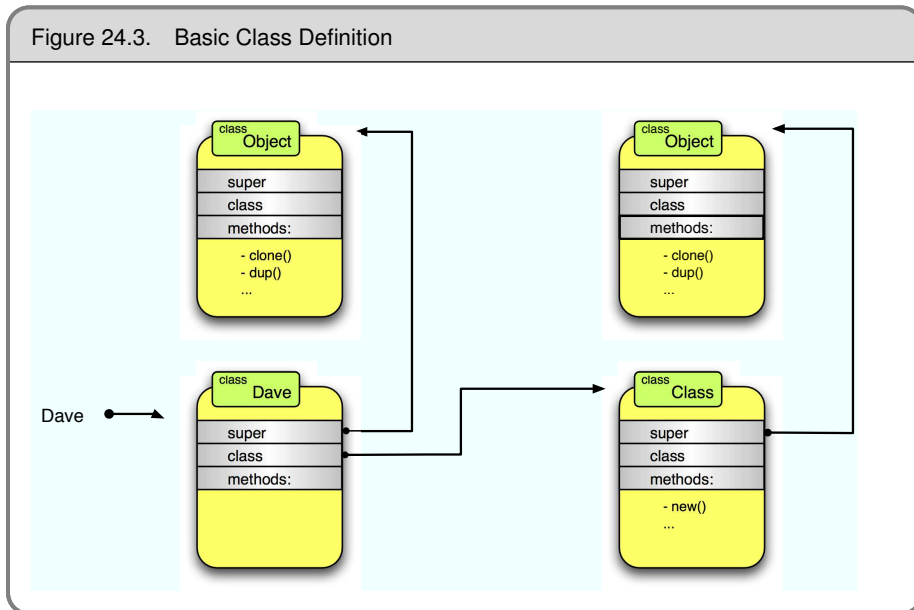 Figure 24.3. Basic Class Definition
class
Object
super
class
methods:
- clone()
- dup()
...
class
Object
super
class
methods:
- clone()
- dup()
...
Dave
class
Dave
super
class
methods:
class
Class
super
class
methods:
- new()
...